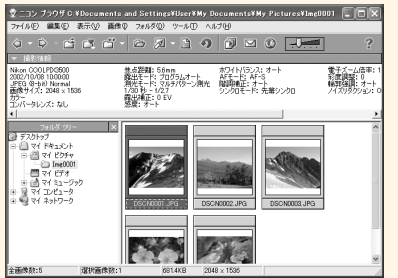 ニコン ブラウザ C:¥Documents and Settings¥User¥My Documents¥My Pictures¥Img0001
ファイル(F) 編集(E) 表示(V) 画像(I) フォルダ(O) ツール(T) ヘルプ(H)
撮影情報
Nikon COOLPIX3500
2002/10/08 10:00:00
JPEG (8-bit) Normal
画像サイズ: 2048 x 1536
カラー
コンバータレンズ: なし
焦点距離: 5.6mm
露出モード: プログラムオート
測光モード: マルチパターン測光
1/30 秒 - 1/2.7
露出補正: 0 EV
感度: オート
ホワイトバランス: オート
AFモード: AF-S
階調補正: オート
シンクロモード: 先幕シンクロ
電子ズーム倍率: 1
彩度調整: 0
輪郭強調: オート
ノイズリダクション: O
フォルダ ツリー
デスクトップ
マイ ドキュメント
マイ ピクチャ
Img0001
マイ ビデオ
マイ ミュージック
マイ コンピュータ
マイ ネットワーク
DSCN0001.JPG
DSCN0002.JPG
DSCN0003.JPG
全画像数:5
選択画像数:1
681.4KB
2048 x 1536